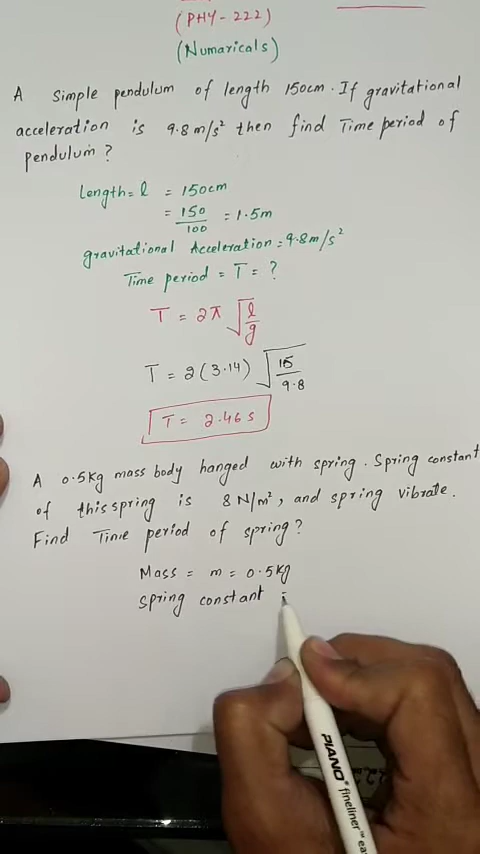 (PHY-222)
(Numaricals)
A Simple pendulum of length 150cm. If gravitational
acceleration is 9.8 m/s² then find Time period of
pendulum?
Length = l = 150cm
= 150/100 = 1.5m
gravitational Acceleration = 9.8m/s²
Time period = T = ?
T = 2π √(l/g)
T = 2(3.14) √(15/9.8)
T = 2.46 s
A 0.5kg mass body hanged with spring. Spring constant
of this spring is 8 N/m², and spring vibrate.
Find Time period of spring?
Mass = m = 0.5kg
Spring constant =
PIANO® fineliner™